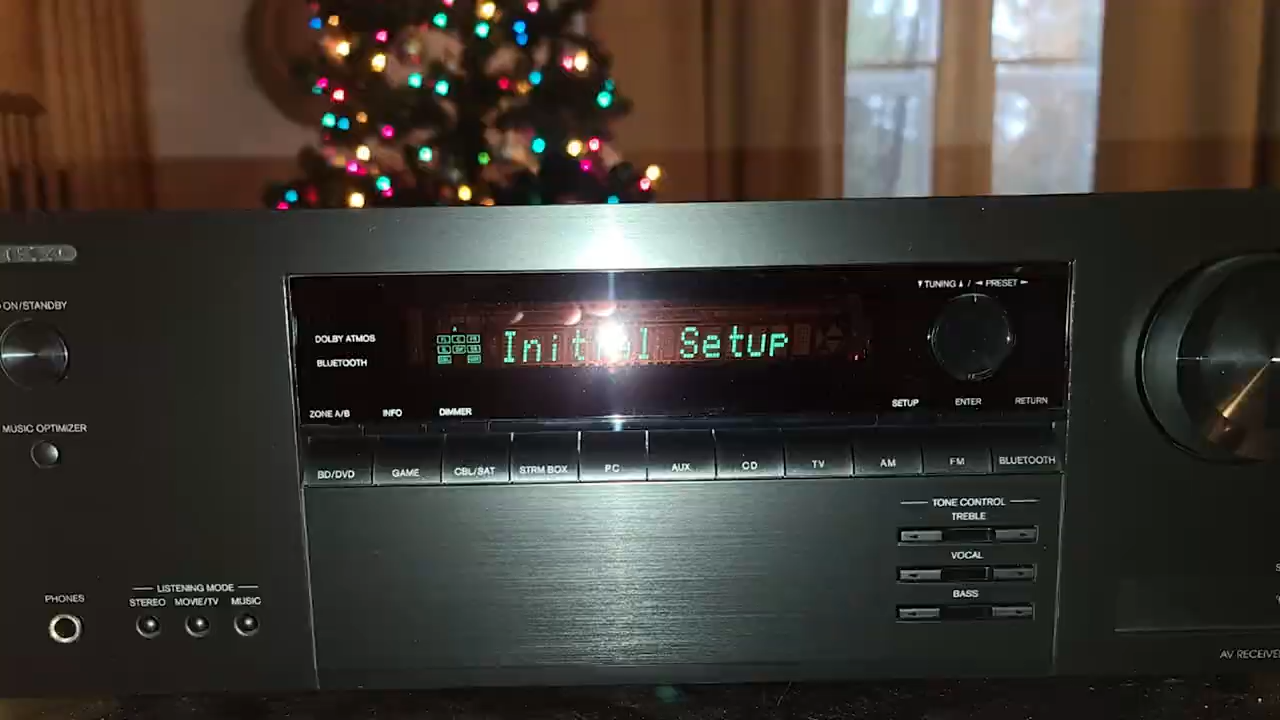 ON/STANDBY
MUSIC OPTIMIZER
PHONES
LISTENING MODE
STEREO MOVIE/TV MUSIC
DOLBY ATMOS
BLUETOOTH
Initial Setup
ZONE A/B INFO DIMMER
TUNING / PRESET
SETUP ENTER RETURN
BD/DVD GAME CBL/SAT STRM BOX PC AUX CD TV AM FM BLUETOOTH
TONE CONTROL
TREBLE
VOCAL
BASS
AV RECEIVER